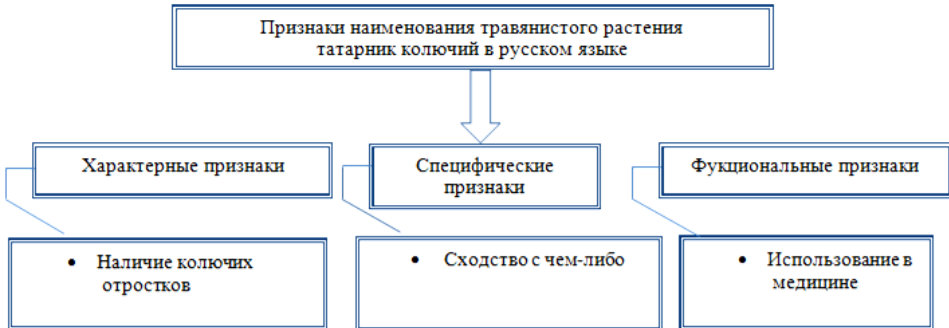 Признаки наименования травянистого растения
татарник колючий в русском языке
Характерные признаки
Специфические
признаки
Фукциональные признаки
• Наличие колючих
отростков
• Сходство с чем-либо
• Использование в
медицине